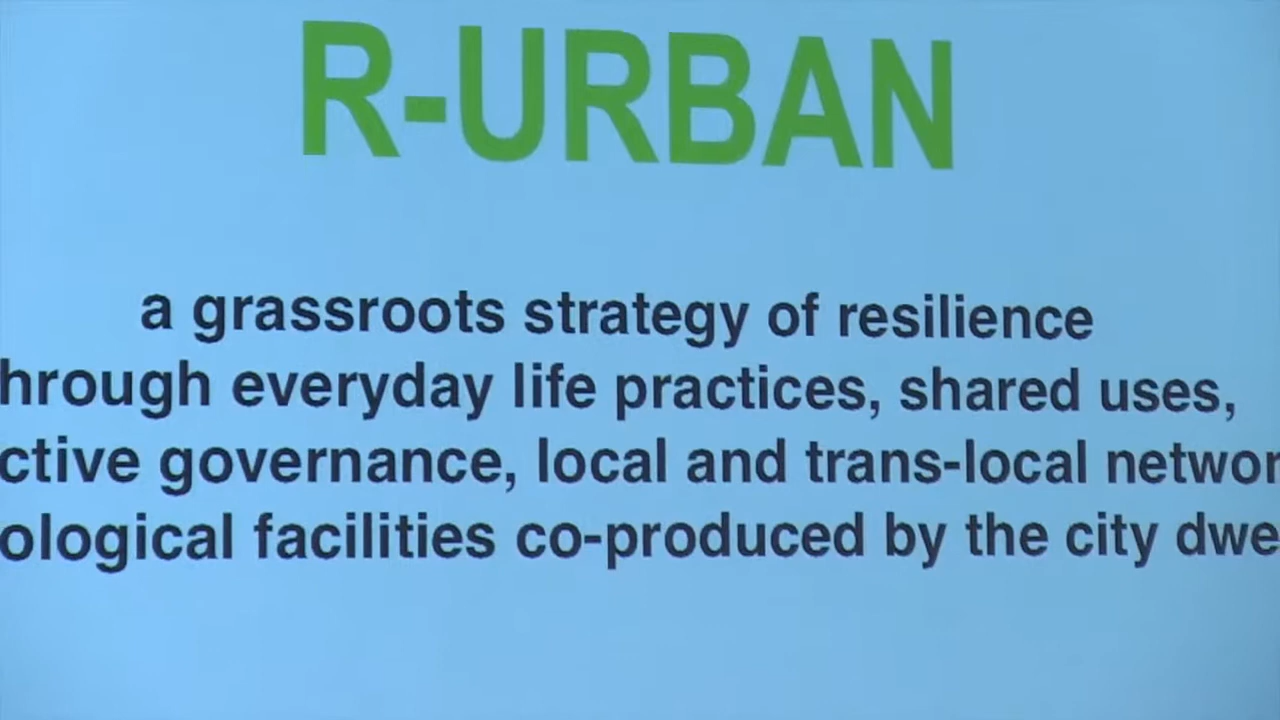 R-URBAN
a grassroots strategy of resilience
hrough everyday life practices, shared uses,
ctive governance, local and trans-local networ
ological facilities co-produced by the city dwe